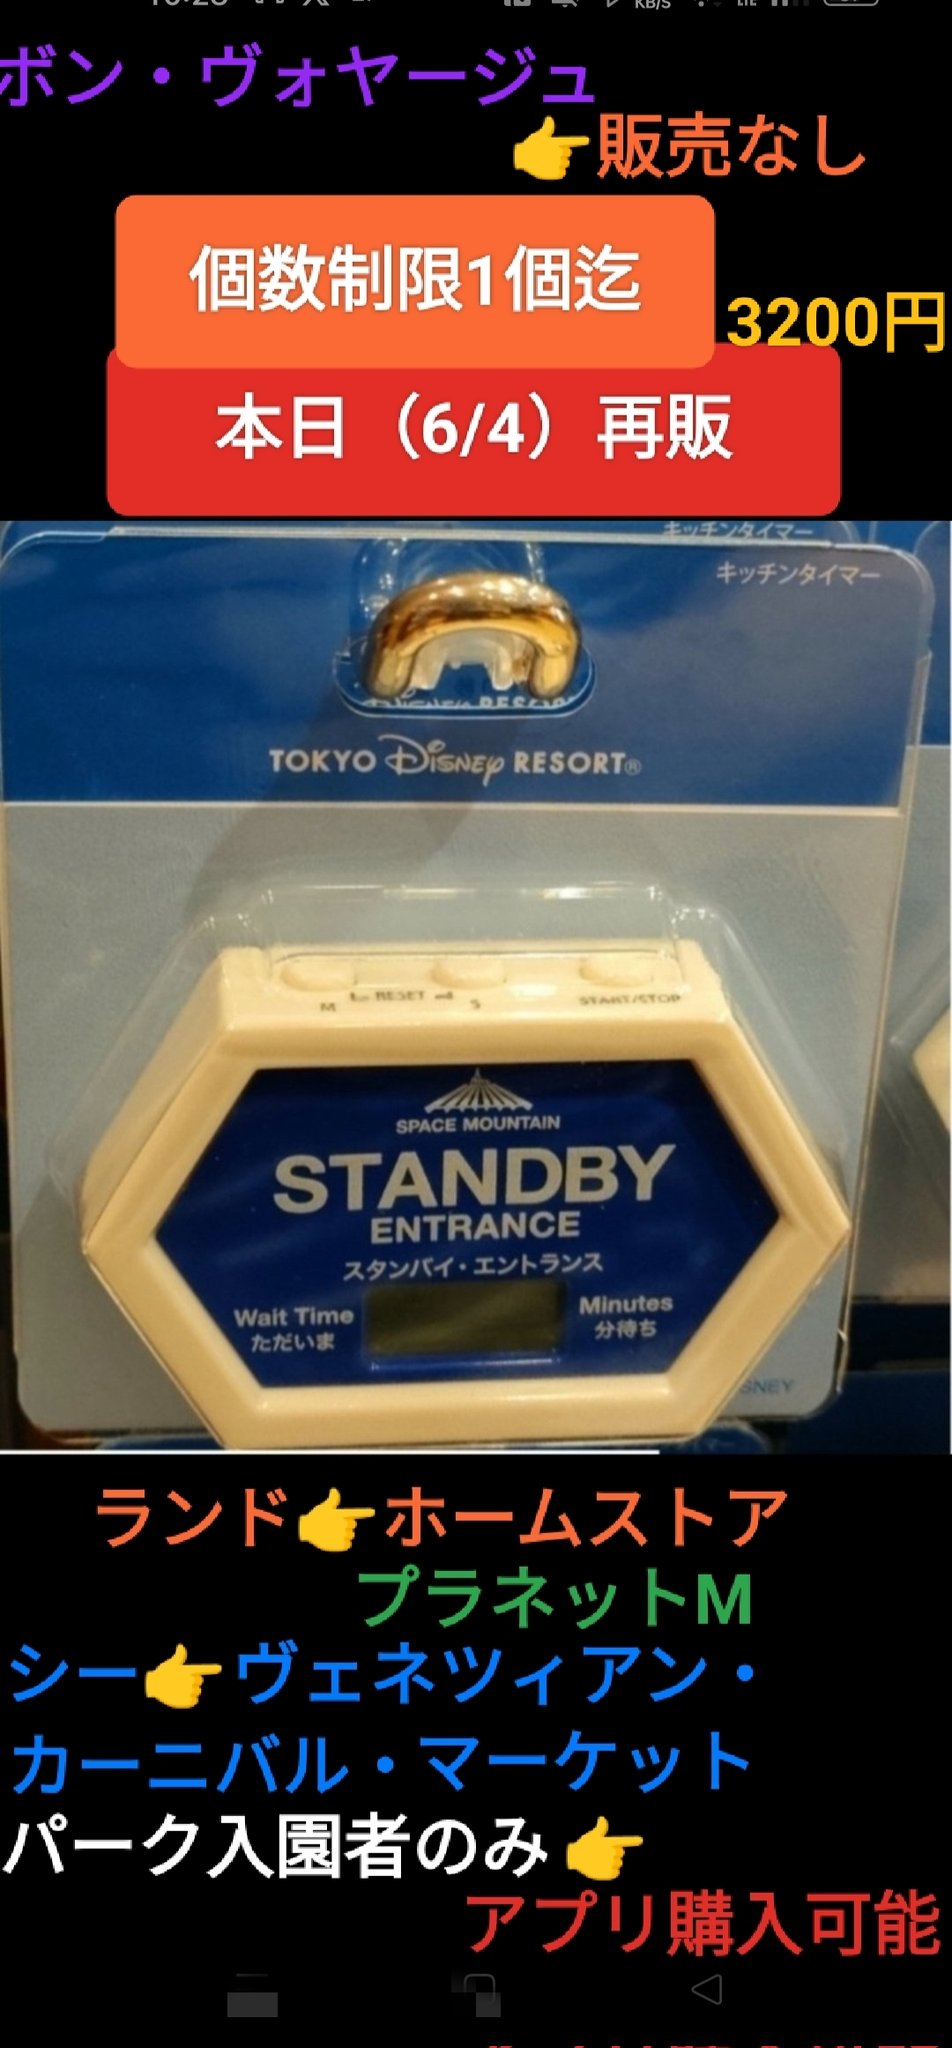 KB/S
ボン・ヴォヤージュ
👉販売なし
個数制限1個迄
3200円
本日（6/4）再販
キッチンタイマー
キッチンタイマー
TOKYO Disney RESORT®
M RESET S START/STOP
SPACE MOUNTAIN
STANDBY
ENTRANCE
スタンバイ・エントランス
Wait Time
ただいま
Minutes
分待ち
ランド👉ホームストア
プラネットM
シー👉ヴェネツィアン・
カーニバル・マーケット
パーク入園者のみ👉
アプリ購入可能